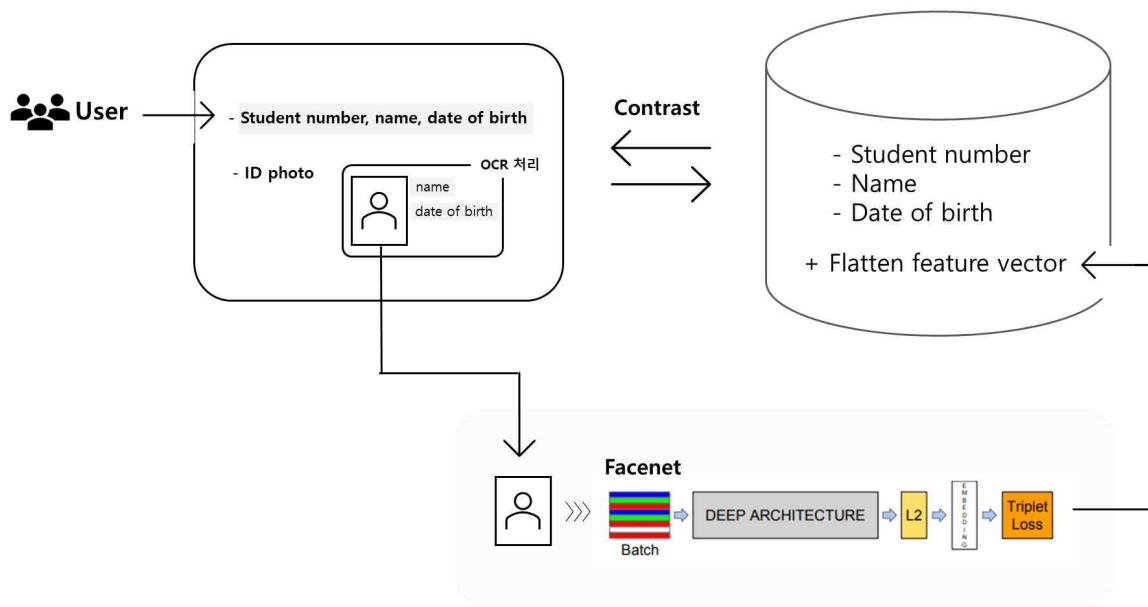 User
- Student number, name, date of birth
- ID photo
OCR 처리
name
date of birth
Contrast
- Student number
- Name
- Date of birth
+ Flatten feature vector
Facenet
Batch
DEEP ARCHITECTURE
L2
EMBEDDING
Triplet
Loss